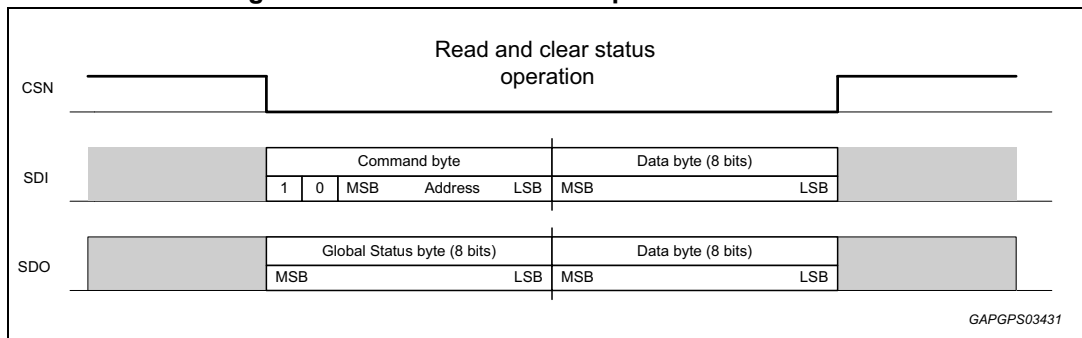 Read and clear status
operation
CSN
Command byte Data byte (8 bits)
SDI
1 0 MSB Address LSB MSB LSB
Global Status byte (8 bits) Data byte (8 bits)
SDO
MSB LSB MSB LSB
GAPGPS03431